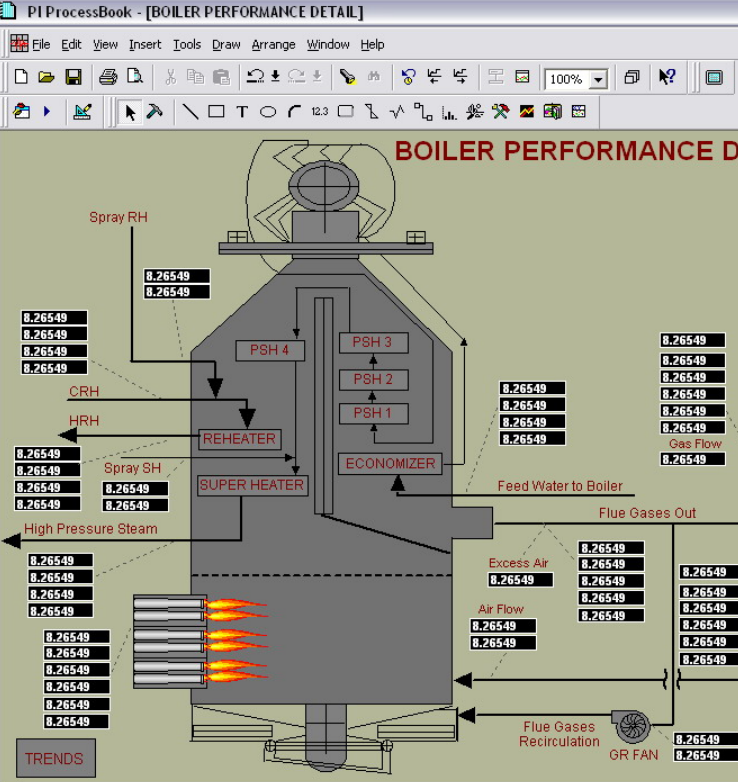 PI ProcessBook - [BOILER PERFORMANCE DETAIL]
File Edit View Insert Tools Draw Arrange Window Help
100%
T 12.3
BOILER PERFORMANCE D
Spray RH
8.26549
8.26549
8.26549
8.26549
8.26549
8.26549
PSH 4
PSH 3
PSH 2
PSH 1
8.26549
8.26549
8.26549
8.26549
8.26549
8.26549
Gas Flow
8.26549
CRH
8.26549
8.26549
8.26549
8.26549
HRH
REHEATER
8.26549
8.26549
8.26549
8.26549
Spray SH
8.26549
8.26549
ECONOMIZER
SUPER HEATER
Feed Water to Boiler
Flue Gases Out
High Pressure Steam
8.26549
8.26549
8.26549
8.26549
Excess Air
8.26549
8.26549
8.26549
8.26549
8.26549
8.26549
8.26549
8.26549
8.26549
8.26549
8.26549
8.26549
Air Flow
8.26549
8.26549
8.26549
8.26549
8.26549
8.26549
8.26549
8.26549
Flue Gases
Recirculation
GR FAN
8.26549
8.26549
TRENDS